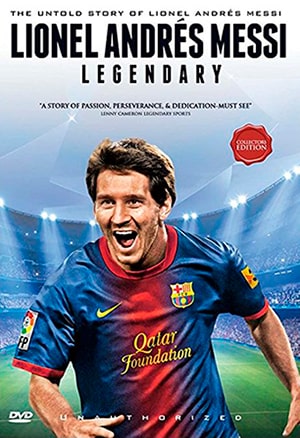 THE UNTOLD STORY OF LIONEL ANDRÉS MESSI
LIONEL ANDRÉS MESSI
LEGENDARY
"A STORY OF PASSION, PERSEVERANCE, & DEDICATION-MUST SEE"
LENNY CAMERON LEGENDARY SPORTS
COLLECTORS
EDITION
FCB
Qatar
Foundation
DVD
UNAUTHORIZED